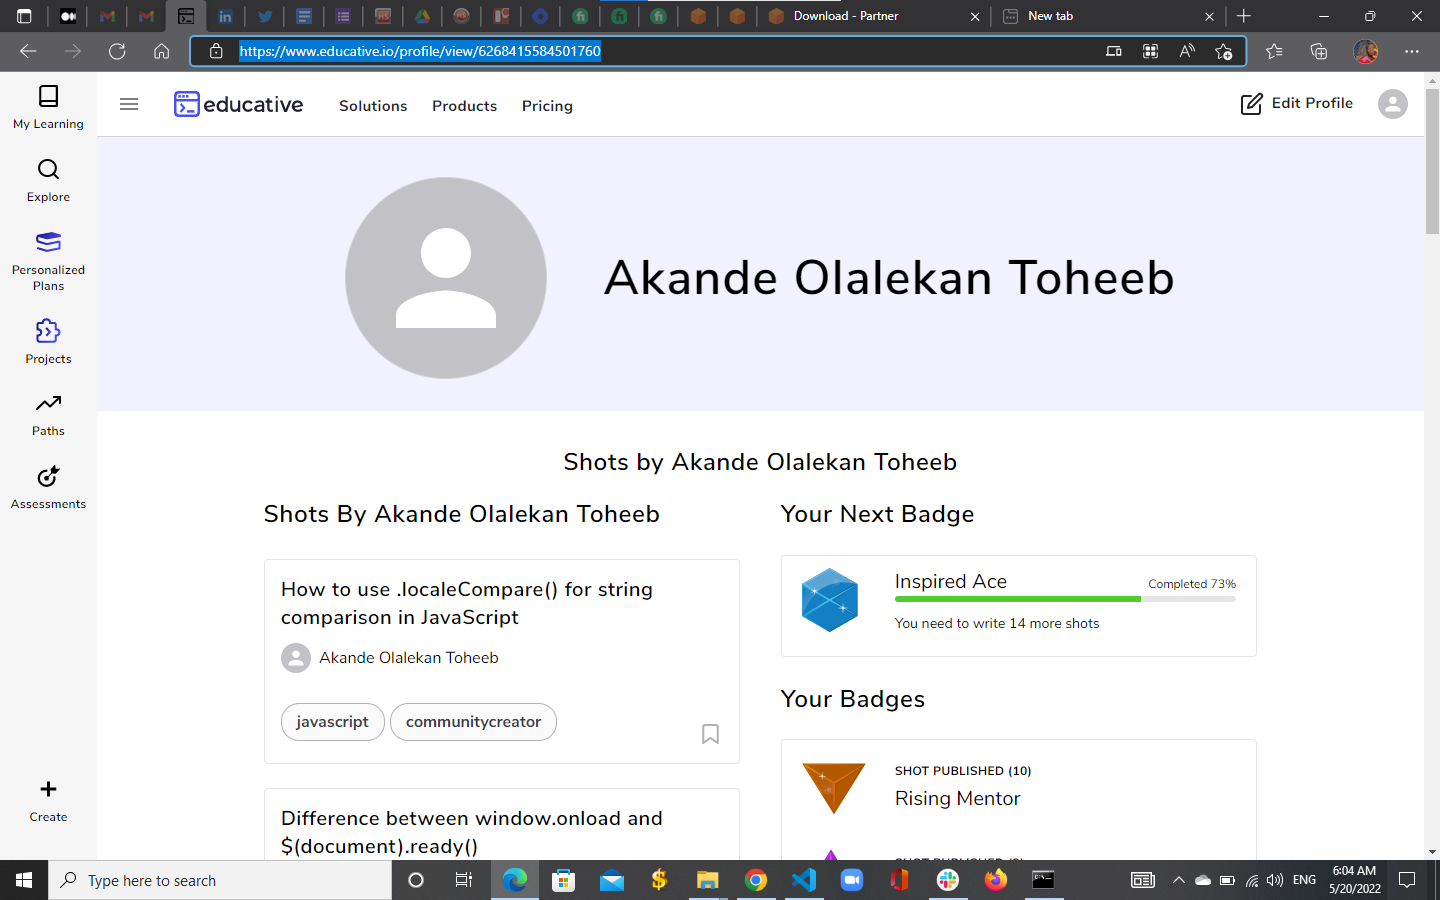 Download - Partner
New tab
https://www.educative.io/profile/view/6268415584501760
My Learning
Explore
Personalized
Plans
Projects
Paths
Assessments
Create
educative
Solutions
Products
Pricing
Edit Profile
Akande Olalekan Toheeb
Shots by Akande Olalekan Toheeb
Shots By Akande Olalekan Toheeb
How to use .localeCompare() for string
comparison in JavaScript
Akande Olalekan Toheeb
javascript
communitycreator
Difference between window.onload and
$(document).ready()
Your Next Badge
Inspired Ace
Completed 73%
You need to write 14 more shots
Your Badges
SHOT PUBLISHED (10)
Rising Mentor
Type here to search
ENG
6:04 AM
5/20/2022